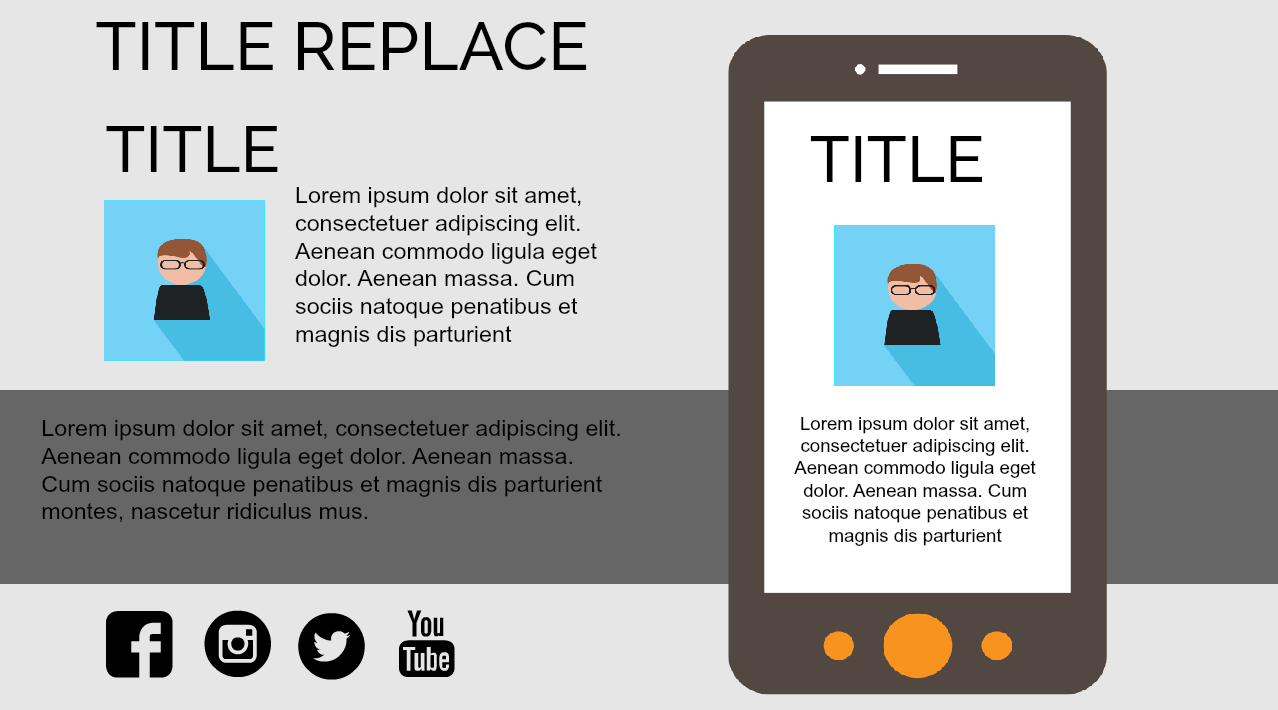 TITLE REPLACE
TITLE
Lorem ipsum dolor sit amet,
consectetuer adipiscing elit.
Aenean commodo ligula eget
dolor. Aenean massa. Cum
sociis natoque penatibus et
magnis dis parturient
Lorem ipsum dolor sit amet, consectetuer adipiscing elit.
Aenean commodo ligula eget dolor. Aenean massa.
Cum sociis natoque penatibus et magnis dis parturient
montes, nascetur ridiculus mus.
You
Tube
TITLE
Lorem ipsum dolor sit amet,
consectetuer adipiscing elit.
Aenean commodo ligula eget
dolor. Aenean massa. Cum
sociis natoque penatibus et
magnis dis parturient